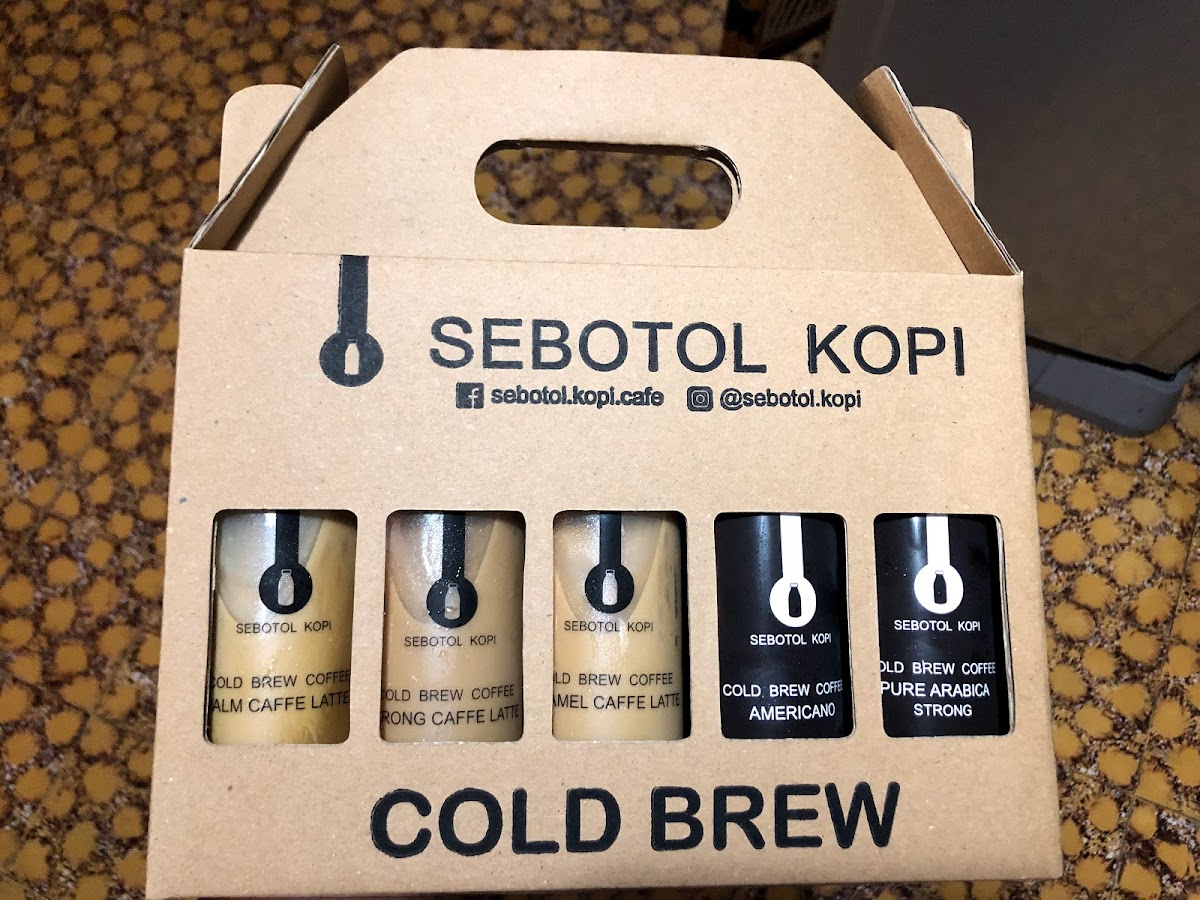 SEBOTOL KOPI
sebotol.kopi.cafe @sebotol.kopi
SEBOTOL KOPI
COLD BREW COFFEE
ALM CAFFE LATTE
SEBOTOL KOPI
COLD BREW COFFEE
RONG CAFFE LATTE
SEBOTOL KOPI
OLD BREW COFFEE
AMEL CAFFE LATTE
SEBOTOL KOPI
COLD BREW COFFEE
AMERICANO
SEBOTOL KOPI
OLD BREW COFFEE
PURE ARABICA
STRONG
COLD BREW